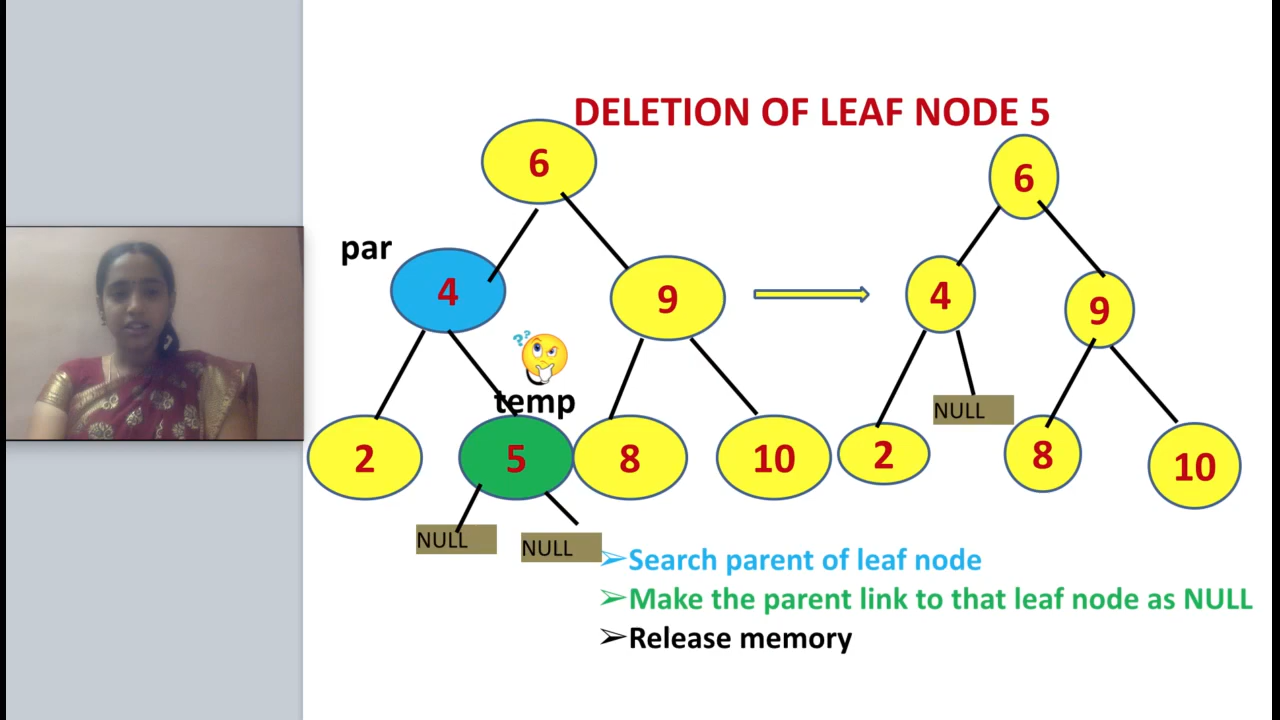 DELETION OF LEAF NODE 5
6
6
par
4
9
4
9
??
temp
NULL
2
5
8
10
2
8
10
NULL
NULL
➢Search parent of leaf node
➢Make the parent link to that leaf node as NULL
➢Release memory